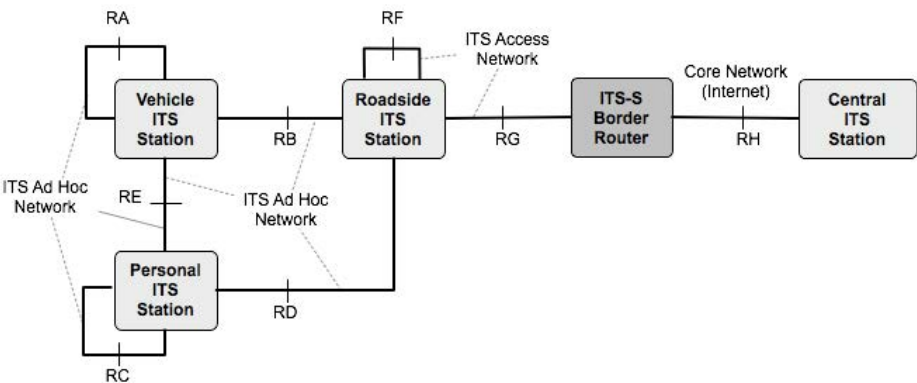 RA
RF
ITS Access
Network
Core Network
(Internet)
Vehicle
ITS
Station
Roadside
ITS
Station
ITS-S
Border
Router
Central
ITS
Station
RB
RG
RH
ITS Ad Hoc
Network
RE
ITS Ad Hoc
Network
Personal
ITS
Station
RD
RC